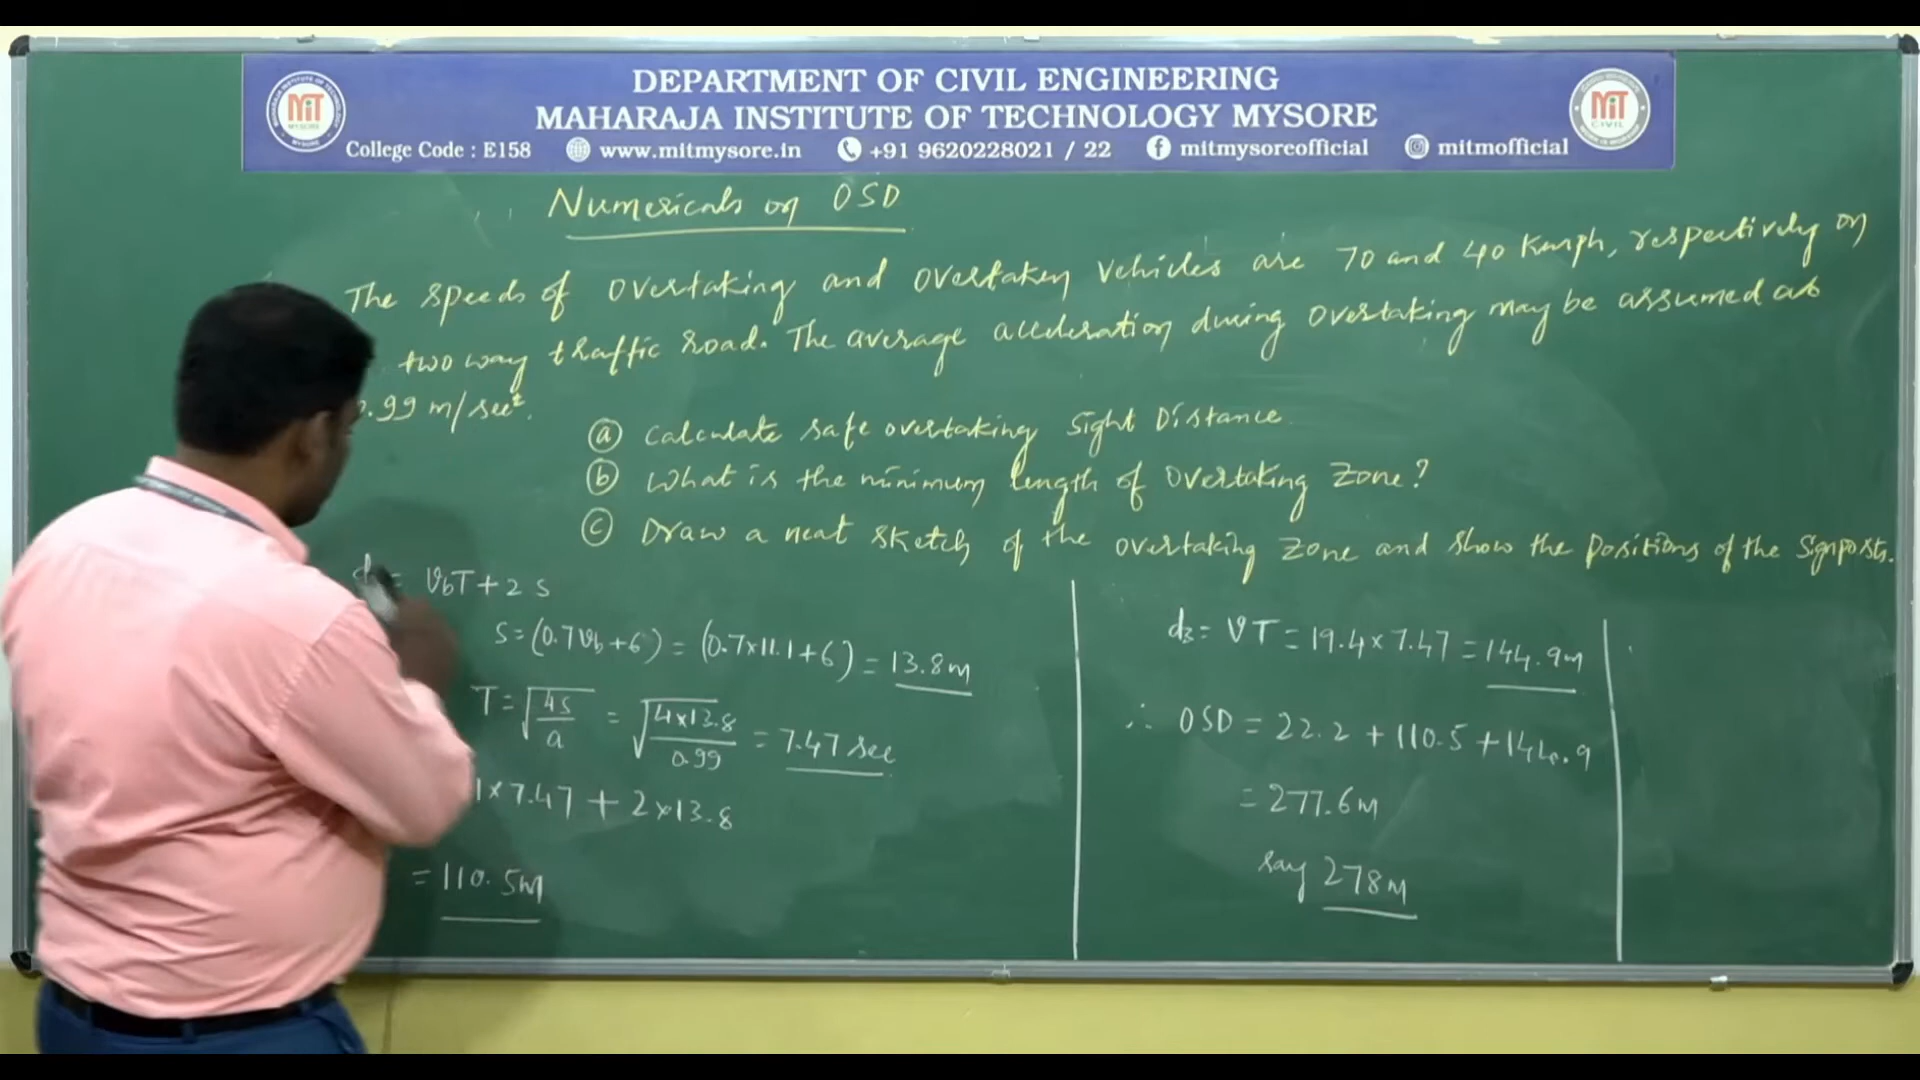 DEPARTMENT OF CIVIL ENGINEERING
MAHARAJA INSTITUTE OF TECHNOLOGY MYSORE
College Code : E158 www.mitmysore.in +91 9620228021 / 22 mitmysoreofficial mitmofficial
MIT MYSORE
MIT CIVIL
Numericals on OSD
The speeds of overtaking and overtaken vehicles are 70 and 40 Kmph, respectively on
two way traffic road. The average acceleration during overtaking may be assumed as
.99 m/sec².
(a) Calculate safe overtaking Sight Distance.
(b) What is the minimum length of overtaking Zone?
(c) Draw a neat sketch of the overtaking Zone and show the positions of the Signposts.
d = VbT + 2 S
S = (0.7Vb + 6) = (0.7×11.1+6) = 13.8m
T = √4s/a = √4×13.8/0.99 = 7.47 sec
1×7.47 + 2×13.8
= 110.5m
d3 = VT = 19.4×7.47 = 144.9m
∴ OSD = 22.2 + 110.5 + 144.9
= 277.6m
say 278m